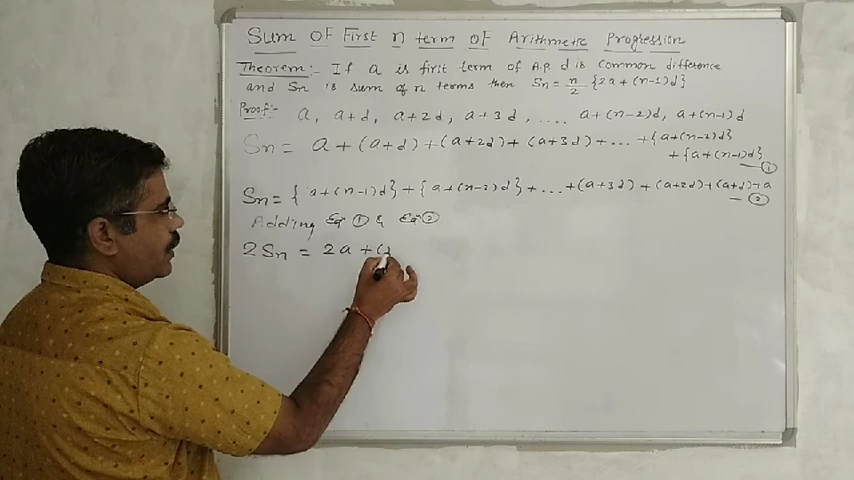 Sum OF First n term OF Arithmetic Progression
Theorem:- If a is first term of A.P. d is common difference
and Sn is sum of n terms then Sn = n/2 {2a + (n-1)d}
Proof:- a, a+d, a+2d, a+3d, .... a+(n-2)d, a+(n-1)d
Sn = a + (a+d) + (a+2d) + (a+3d) + ... + {a+(n-2)d}
+ {a+(n-1)d} — ①
Sn = { a+(n-1)d} + {a+(n-2)d} + ... + (a+3d) + (a+2d) + (a+d) + a
— ②
Adding Eqn ① & Eqn ②
2Sn = 2a + (